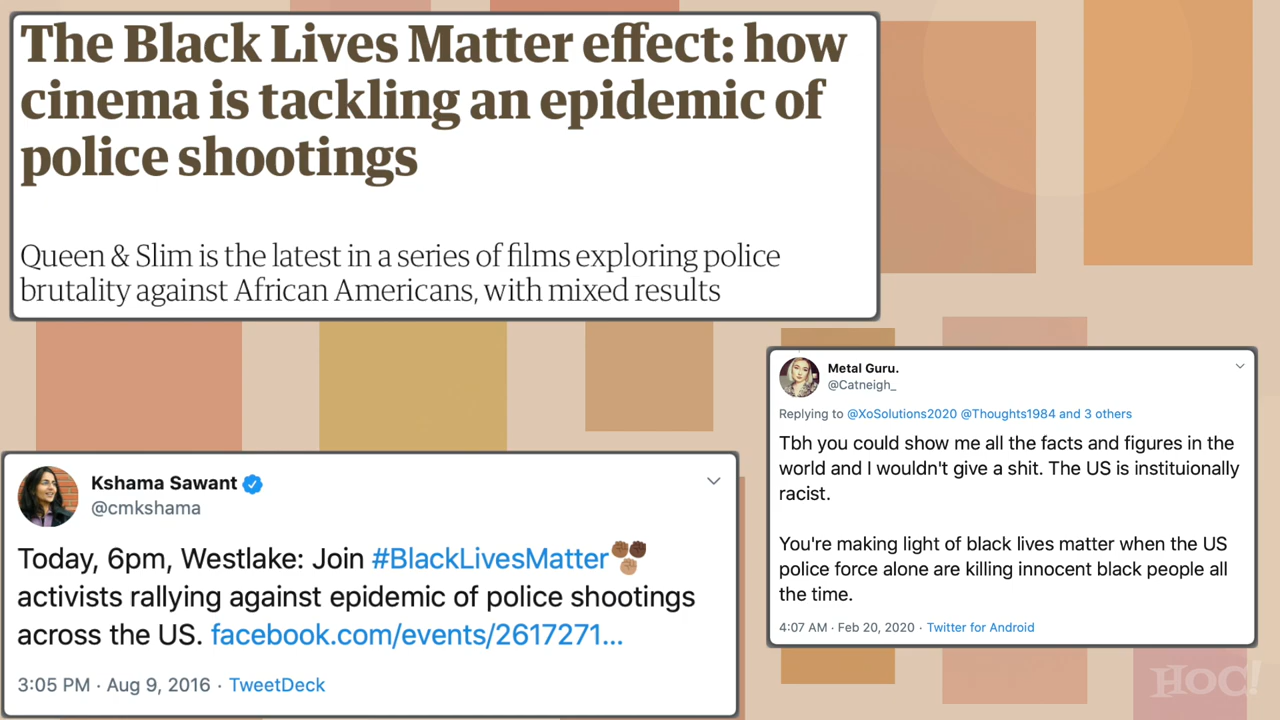 The Black Lives Matter effect: how
cinema is tackling an epidemic of
police shootings
Queen & Slim is the latest in a series of films exploring police
brutality against African Americans, with mixed results
Metal Guru.
@Catneigh_
Replying to @XoSolutions2020 @Thoughts1984 and 3 others
Tbh you could show me all the facts and figures in the
world and I wouldn't give a shit. The US is instituionally
racist.
You're making light of black lives matter when the US
police force alone are killing innocent black people all
the time.
4:07 AM · Feb 20, 2020 · Twitter for Android
Kshama Sawant
@cmkshama
Today, 6pm, Westlake: Join #BlackLivesMatter✊🏾✊🏿✊🏽
activists rallying against epidemic of police shootings
across the US. facebook.com/events/2617271...
3:05 PM · Aug 9, 2016 · TweetDeck
HOC!